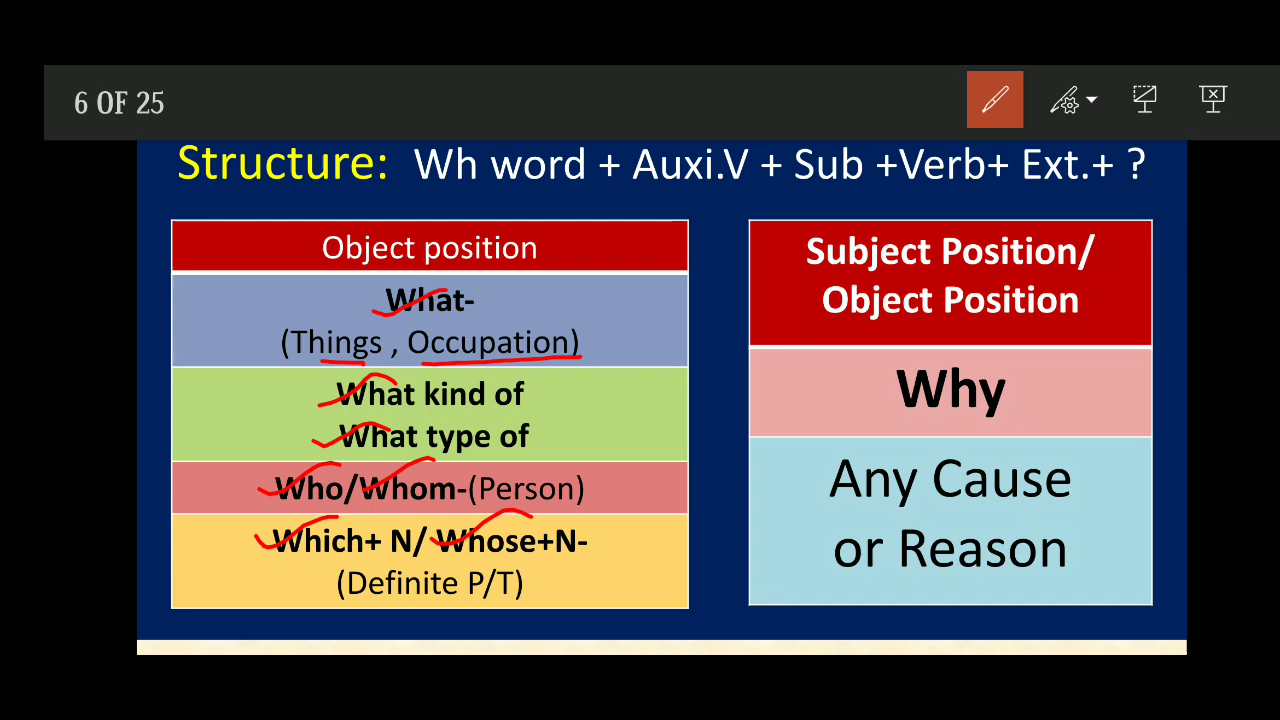 6 OF 25
Structure: Wh word + Auxi.V + Sub +Verb+ Ext.+ ?
Object position
What-
(Things , Occupation)
What kind of
What type of
Who/Whom-(Person)
Which+ N/ Whose+N-
(Definite P/T)
Subject Position/
Object Position
Why
Any Cause
or Reason